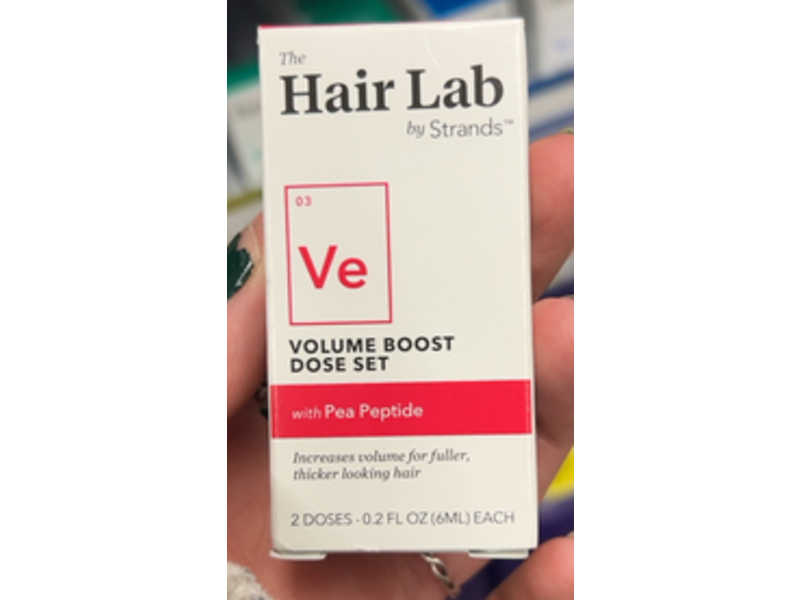 The
Hair Lab
by Strands™
03
Ve
VOLUME BOOST
DOSE SET
with Pea Peptide
Increases volume for fuller,
thicker looking hair
2 DOSES - 0.2 FL OZ (6ML) EACH